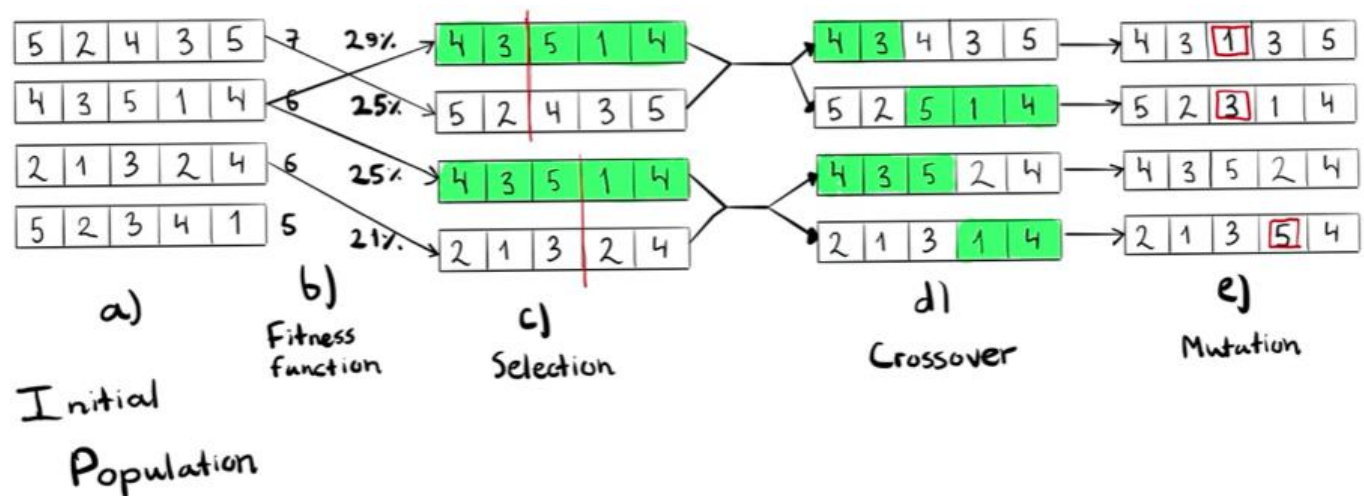 5 2 4 3 5 7 29% 4 3 5 1 4 4 3 4 3 5 4 3 1 3 5
4 3 5 1 4 6 25% 5 2 4 3 5 5 2 5 1 4 5 2 3 1 4
2 1 3 2 4 6 25% 4 3 5 1 4 4 3 5 2 4 4 3 5 2 4
5 2 3 4 1 5 21% 2 1 3 2 4 2 1 3 1 4 2 1 3 5 4
a)
Initial
Population
b)
Fitness
function
c)
Selection
d)
Crossover
e)
Mutation